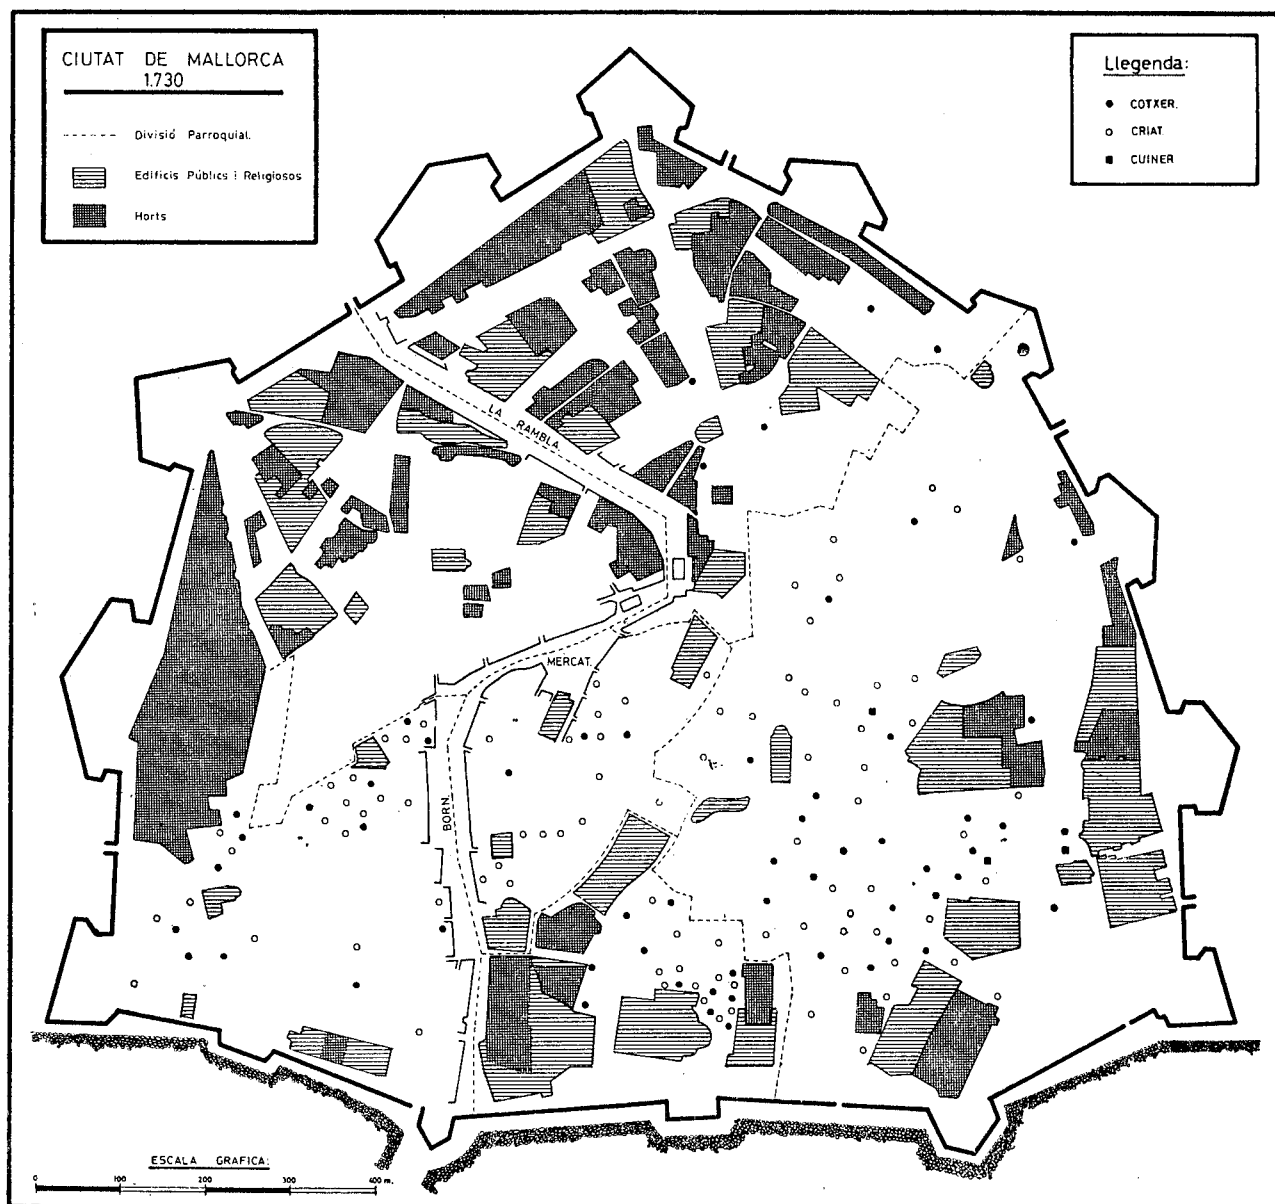 CIUTAT DE MALLORCA
1.730
Divisió Parroquial.
Edificis Públics i Religiosos
Horts
Llegenda:
COTXER.
CRIAT.
CUINER
LA RAMBLA.
MERCAT.
BORN.
ESCALA GRAFICA:
0 100 200 300 400 m.